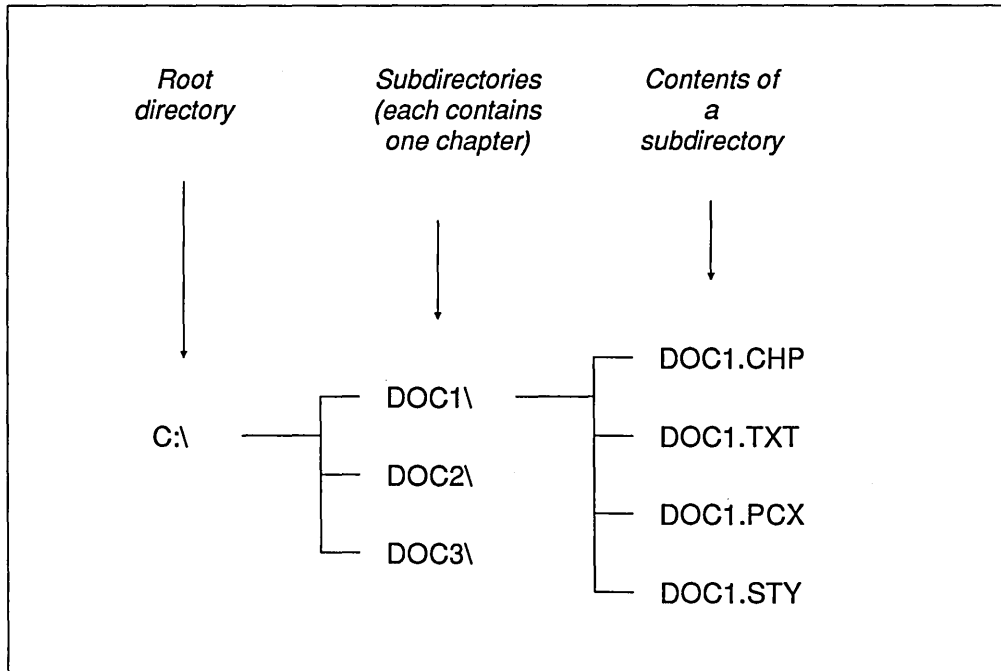 Root
directory
Subdirectories
(each contains
one chapter)
Contents of
a
subdirectory
C:\
DOC1\
DOC2\
DOC3\
DOC1.CHP
DOC1.TXT
DOC1.PCX
DOC1.STY